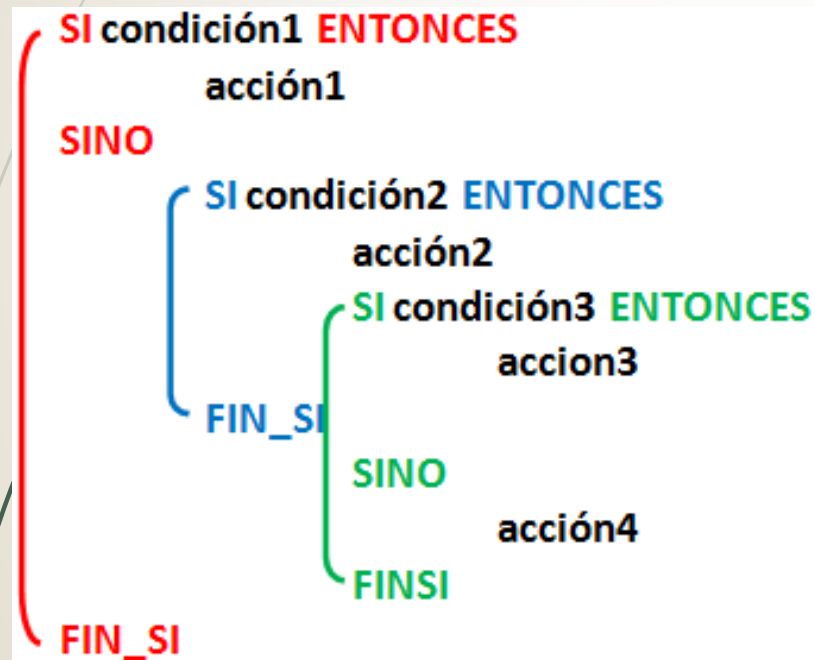 SI condición1 ENTONCES
acción1
SINO
SI condición2 ENTONCES
acción2
SI condición3 ENTONCES
accion3
FIN_SI
SINO
acción4
FINSI
FIN_SI